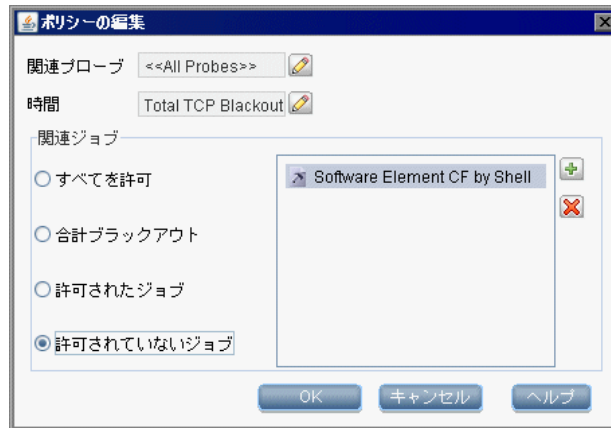 ポリシーの編集
関連プローブ <<All Probes>>
時間 Total TCP Blackout
関連ジョブ
すべてを許可
Software Element CF by Shell
合計ブラックアウト
許可されたジョブ
許可されていないジョブ
OK キャンセル ヘルプ